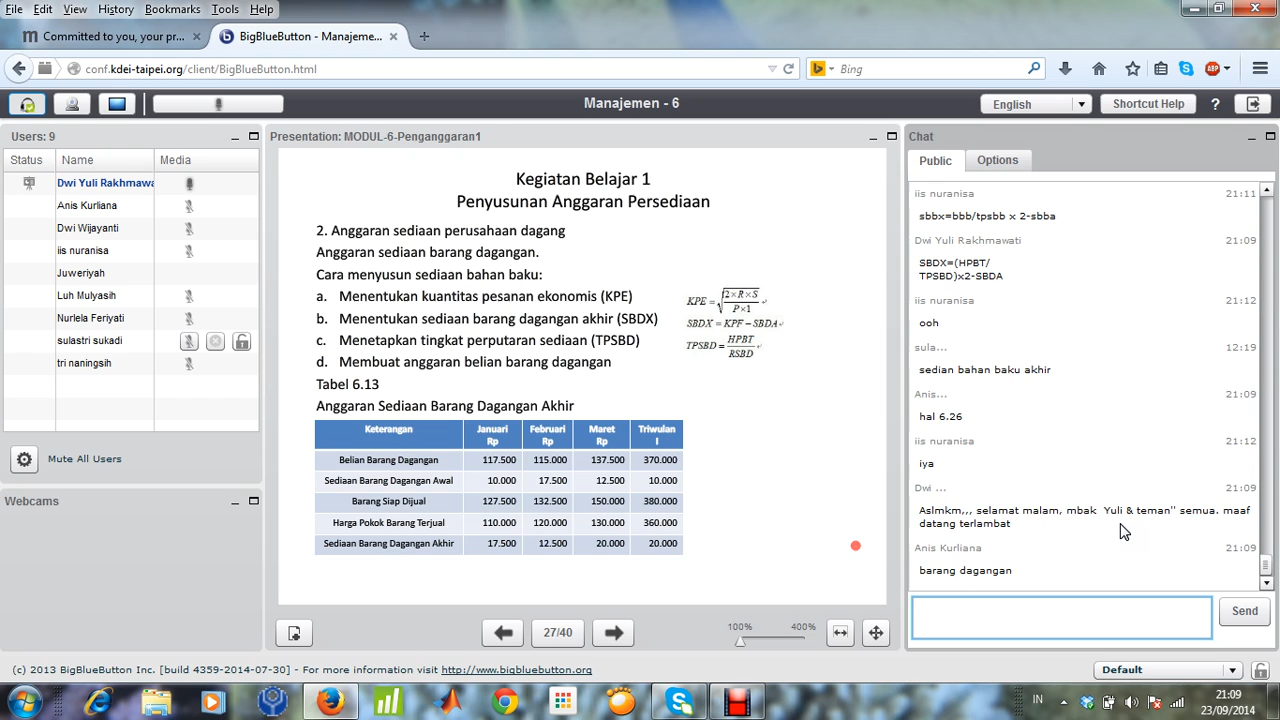 File Edit View History Bookmarks Tools Help
Committed to you, your pr... × BigBlueButton - Manajeme... ×
conf.kdei-taipei.org/client/BigBlueButton.html Bing
Manajemen - 6 English Shortcut Help ?
Users: 9
Status Name Media
Dwi Yuli Rakhmawa
Anis Kurliana
Dwi Wijayanti
iis nuranisa
Juweriyah
Luh Mulyasih
Nurlela Feriyati
sulastri sukadi
tri naningsih
Mute All Users
Webcams
Presentation: MODUL-6-Penganggaran1
Kegiatan Belajar 1
Penyusunan Anggaran Persediaan
2. Anggaran sediaan perusahaan dagang
Anggaran sediaan barang dagangan.
Cara menyusun sediaan bahan baku:
a. Menentukan kuantitas pesanan ekonomis (KPE)
b. Menentukan sediaan barang dagangan akhir (SBDX)
c. Menetapkan tingkat perputaran sediaan (TPSBD)
d. Membuat anggaran belian barang dagangan
KPE = √(2×R×S / P×1)
SBDX = KPF − SBDA
TPSBD = HPBT / RSBD
Tabel 6.13
Anggaran Sediaan Barang Dagangan Akhir
Keterangan Januari Rp Februari Rp Maret Rp Triwulan I
Belian Barang Dagangan 117.500 115.000 137.500 370.000
Sediaan Barang Dagangan Awal 10.000 17.500 12.500 10.000
Barang Siap Dijual 127.500 132.500 150.000 380.000
Harga Pokok Barang Terjual 110.000 120.000 130.000 360.000
Sediaan Barang Dagangan Akhir 17.500 12.500 20.000 20.000
27/40 100% 400%
Chat
Public Options
iis nuranisa 21:11
sbbx=bbb/tpsbb x 2-sbba
Dwi Yuli Rakhmawati 21:09
SBDX=(HPBT/
TPSBD)x2-SBDA
iis nuranisa 21:12
ooh
sula... 12:19
sedian bahan baku akhir
Anis... 21:09
hal 6.26
iis nuranisa 21:12
iya
Dwi ... 21:09
Aslmkm,,, selamat malam, mbak Yuli & teman" semua. maaf
datang terlambat
Anis Kurliana 21:09
barang dagangan
Send
(c) 2013 BigBlueButton Inc. [build 4359-2014-07-30] - For more information visit http://www.bigbluebutton.org Default
IN 21:09
23/09/2014